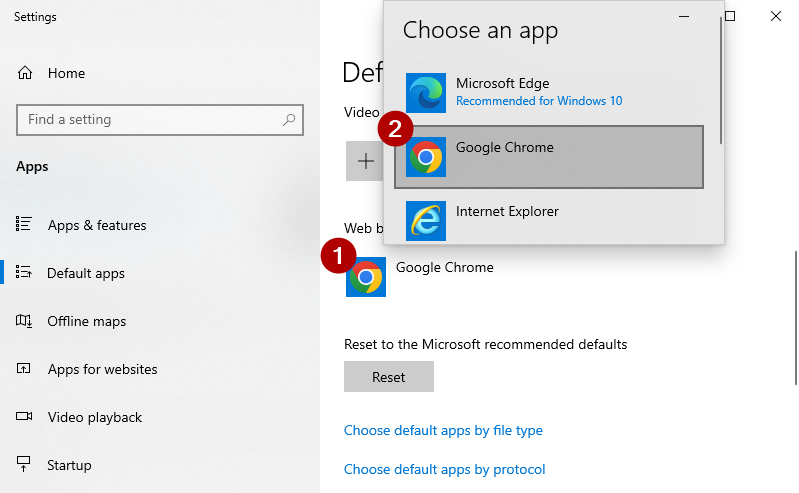 Settings
Home
Find a setting
Apps
Apps & features
Default apps
Offline maps
Apps for websites
Video playback
Startup
Video
Web b
1
Google Chrome
Reset to the Microsoft recommended defaults
Reset
Choose default apps by file type
Choose default apps by protocol
Choose an app
Microsoft Edge
Recommended for Windows 10
2
Google Chrome
Internet Explorer